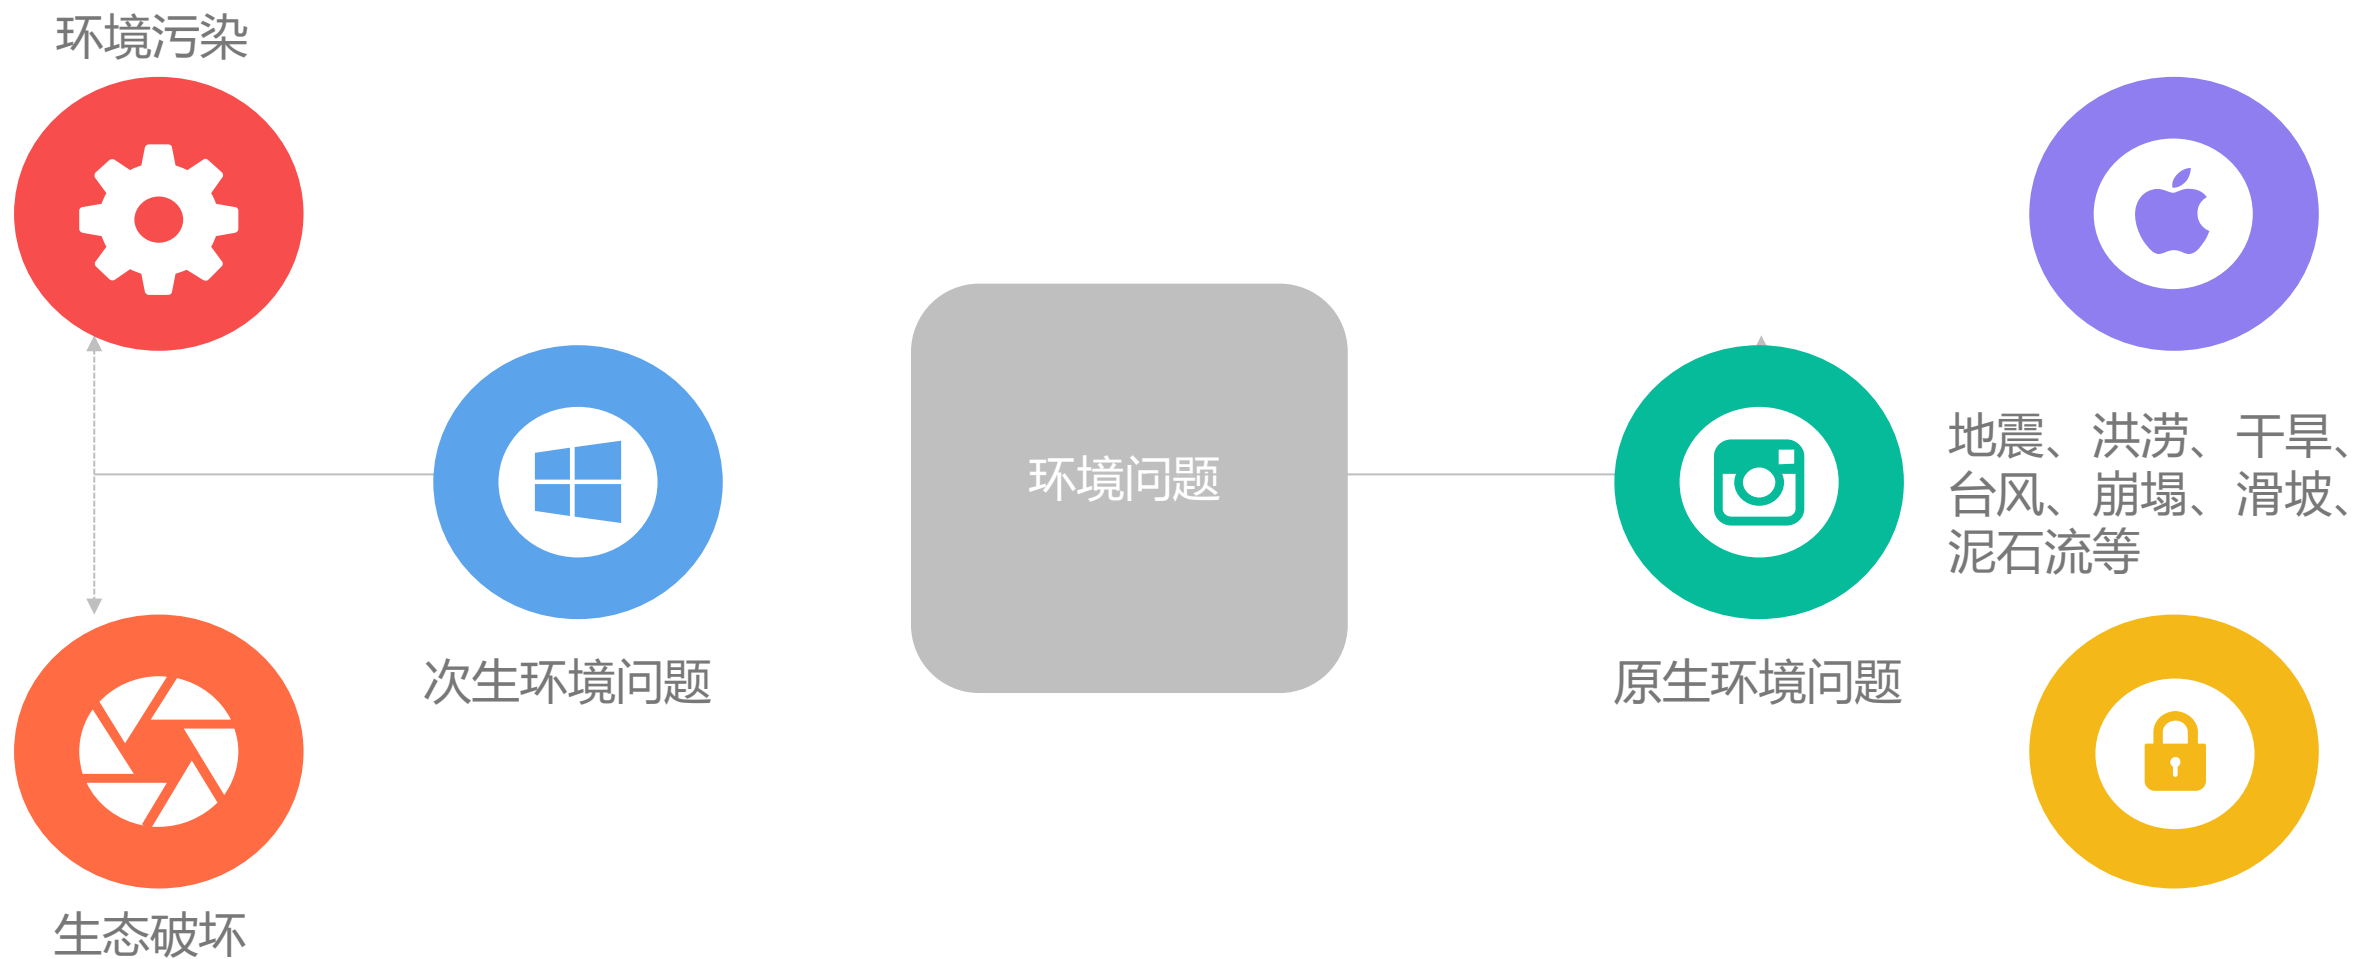 环境污染
环境问题
地震、洪涝、干旱、
台风、崩塌、滑坡、
泥石流等
次生环境问题
原生环境问题
生态破坏